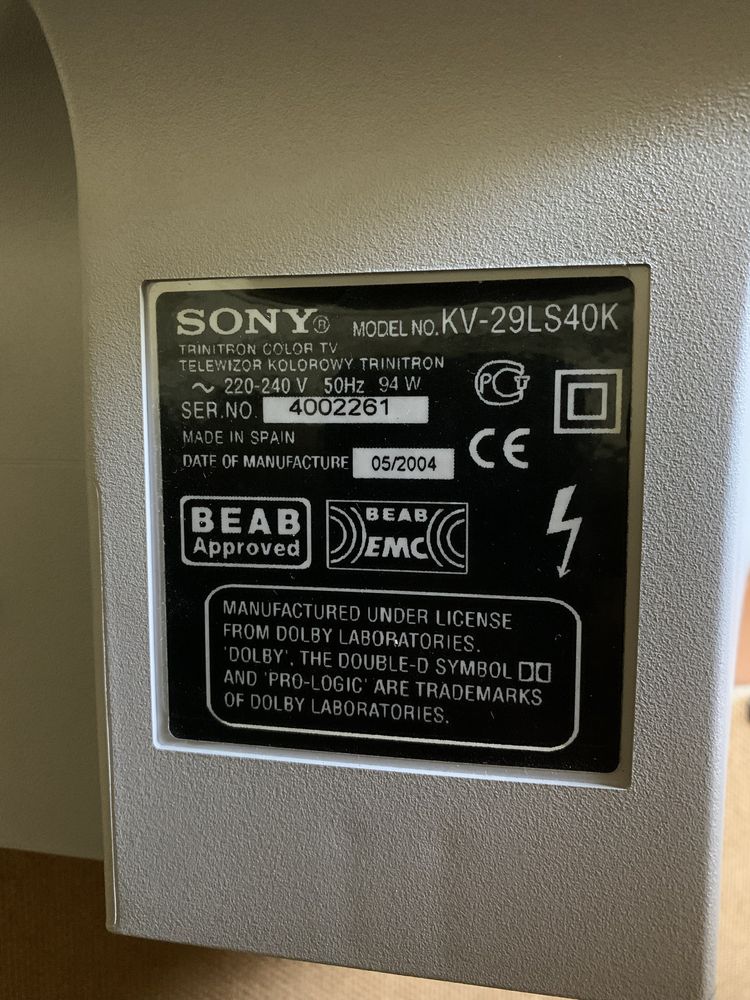 SONY® MODEL NO. KV-29LS40K
TRINITRON COLOR TV
TELEWIZOR KOLOROWY TRINITRON
~ 220-240 V 50Hz 94 W
SER.NO. 4002261
MADE IN SPAIN
DATE OF MANUFACTURE 05/2004
CE
BEAB
Approved
BEAB
EMC
MANUFACTURED UNDER LICENSE
FROM DOLBY LABORATORIES.
'DOLBY', THE DOUBLE-D SYMBOL
AND 'PRO-LOGIC' ARE TRADEMARKS
OF DOLBY LABORATORIES.